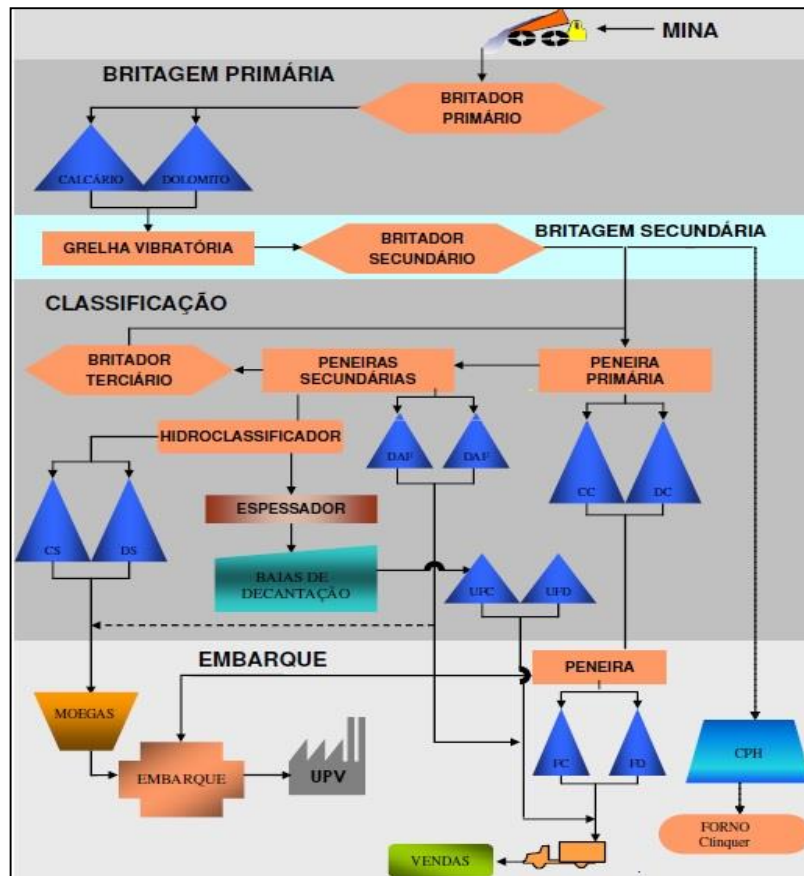 MINA
BRITAGEM PRIMÁRIA
BRITADOR
PRIMÁRIO
CALCÁRIO
DOLOMITO
GRELHA VIBRATÓRIA
BRITADOR
SECUNDÁRIO
BRITAGEM SECUNDÁRIA
CLASSIFICAÇÃO
BRITADOR
TERCIÁRIO
PENEIRAS
SECUNDÁRIAS
PENEIRA
PRIMÁRIA
HIDROCLASSIFICADOR
DAF
DAF
CC
DC
CS
DS
ESPESSADOR
BAIAS DE
DECANTAÇÃO
UFC
UFD
EMBARQUE
PENEIRA
MOEGAS
EMBARQUE
UPV
FC
FD
CPH
FORNO
Ctinquer
VENDAS